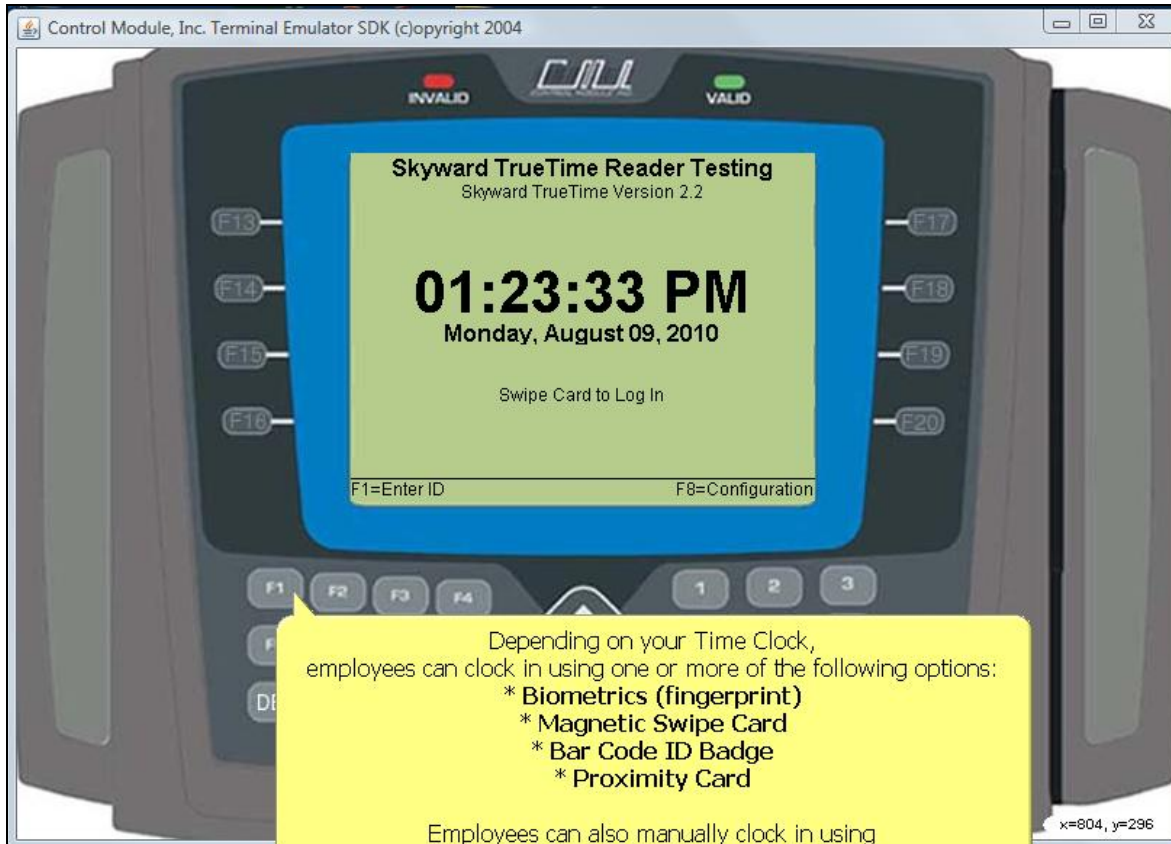 Control Module, Inc. Terminal Emulator SDK (c)opyright 2004
CMI
CONTROL MODULE INC.
INVALID
VALID
Skyward TrueTime Reader Testing
Skyward TrueTime Version 2.2
F13
F17
01:23:33 PM
F14
F18
Monday, August 09, 2010
F15
F19
Swipe Card to Log In
F16
F20
F1=Enter ID F8=Configuration
F1 F2 F3 F4 1 2 3
Depending on your Time Clock,
employees can clock in using one or more of the following options:
* Biometrics (fingerprint)
* Magnetic Swipe Card
* Bar Code ID Badge
* Proximity Card
Employees can also manually clock in using
x=804, y=296